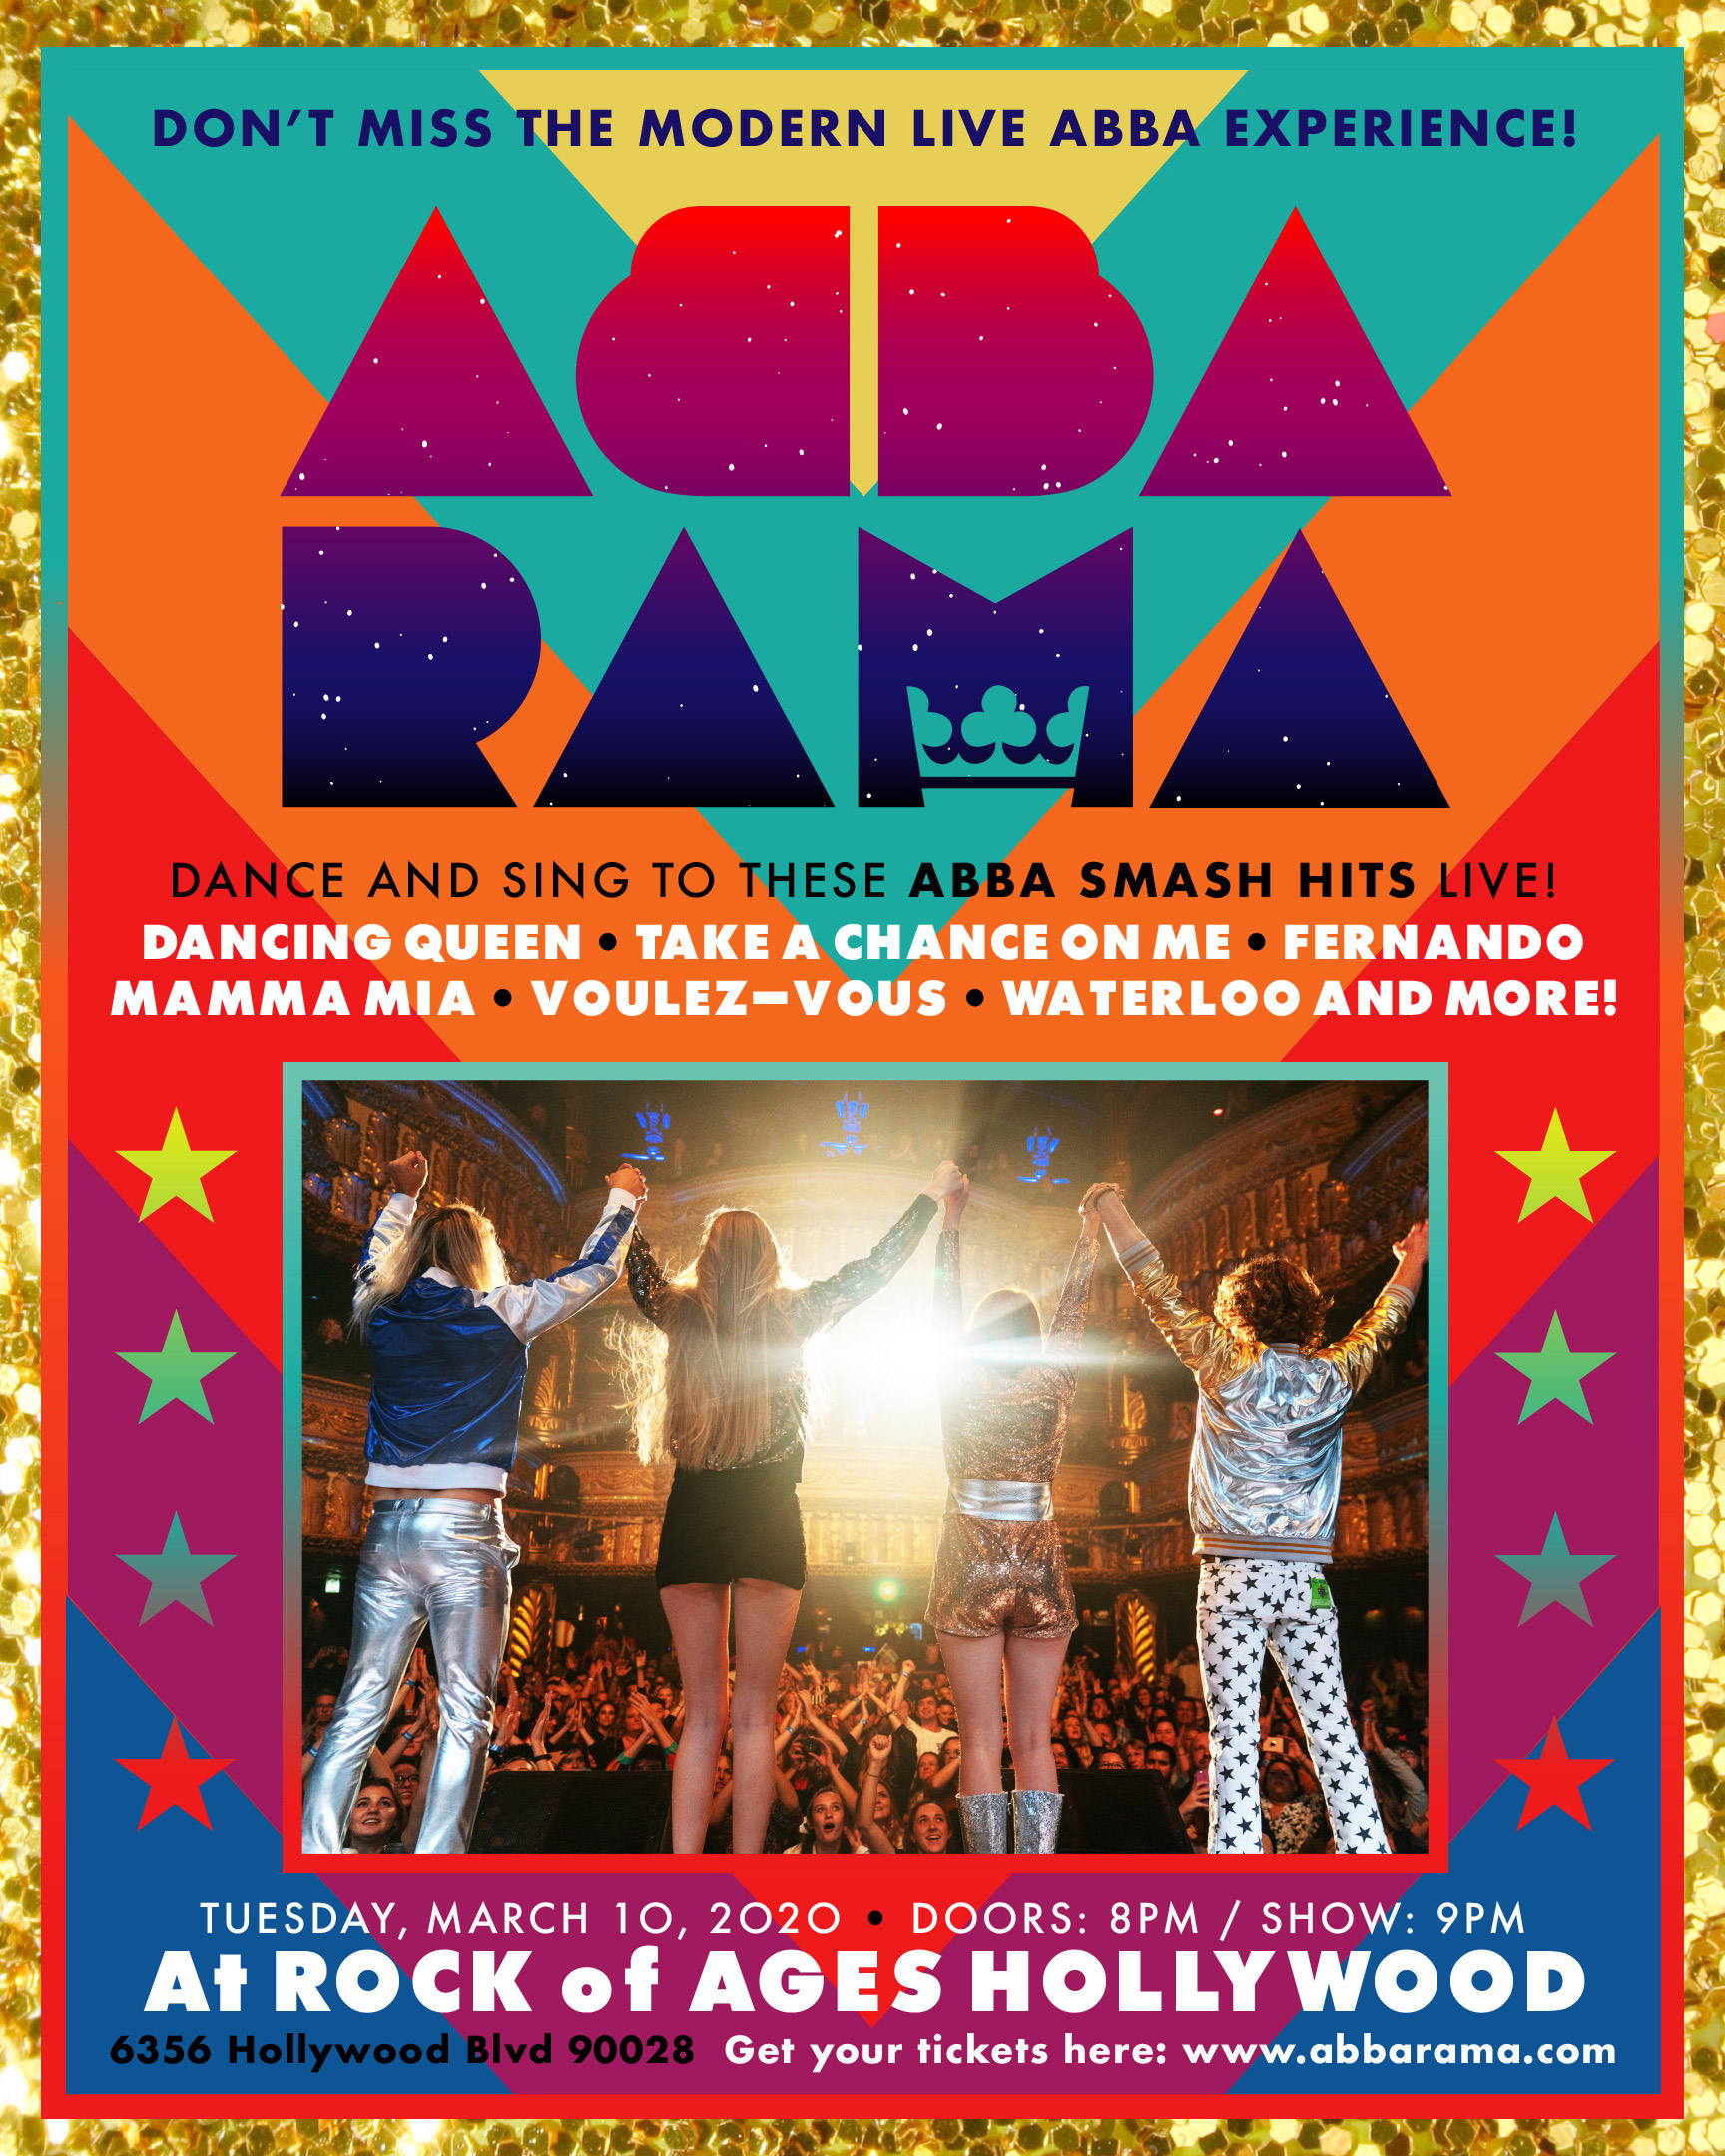 DON'T MISS THE MODERN LIVE ABBA EXPERIENCE!
ABBA
RAMA
DANCE AND SING TO THESE ABBA SMASH HITS LIVE!
DANCING QUEEN • TAKE A CHANCE ON ME • FERNANDO
MAMMA MIA • VOULEZ–VOUS • WATERLOO AND MORE!
TUESDAY, MARCH 10, 2020 • DOORS: 8PM / SHOW: 9PM
At ROCK of AGES HOLLYWOOD
6356 Hollywood Blvd 90028 Get your tickets here: www.abbarama.com